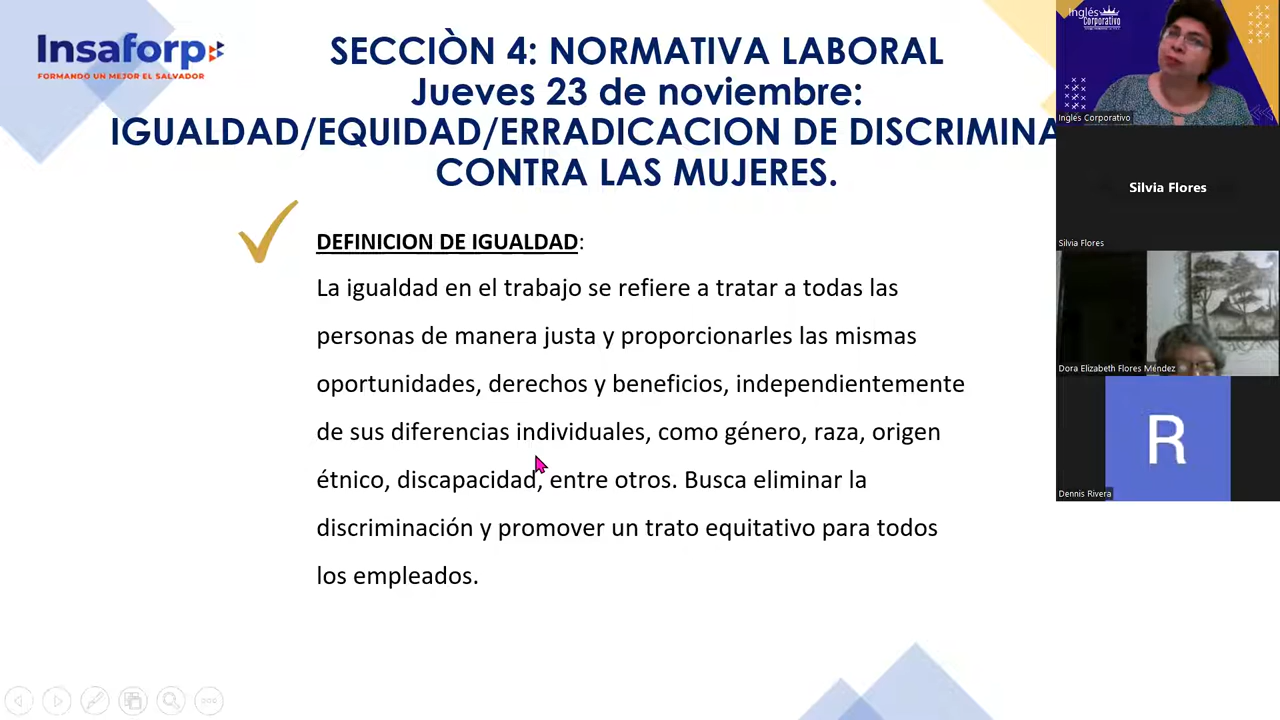 Insaforp
FORMANDO UN MEJOR EL SALVADOR
SECCIÒN 4: NORMATIVA LABORAL
Jueves 23 de noviembre:
IGUALDAD/EQUIDAD/ERRADICACION DE DISCRIMINA
CONTRA LAS MUJERES.
DEFINICION DE IGUALDAD:
La igualdad en el trabajo se refiere a tratar a todas las
personas de manera justa y proporcionarles las mismas
oportunidades, derechos y beneficios, independientemente
de sus diferencias individuales, como género, raza, origen
étnico, discapacidad, entre otros. Busca eliminar la
discriminación y promover un trato equitativo para todos
los empleados.
Inglés
Corporativo
Inglés Corporativo
Silvia Flores
Silvia Flores
Dora Elizabeth Flores Méndez
R
Dennis Rivera